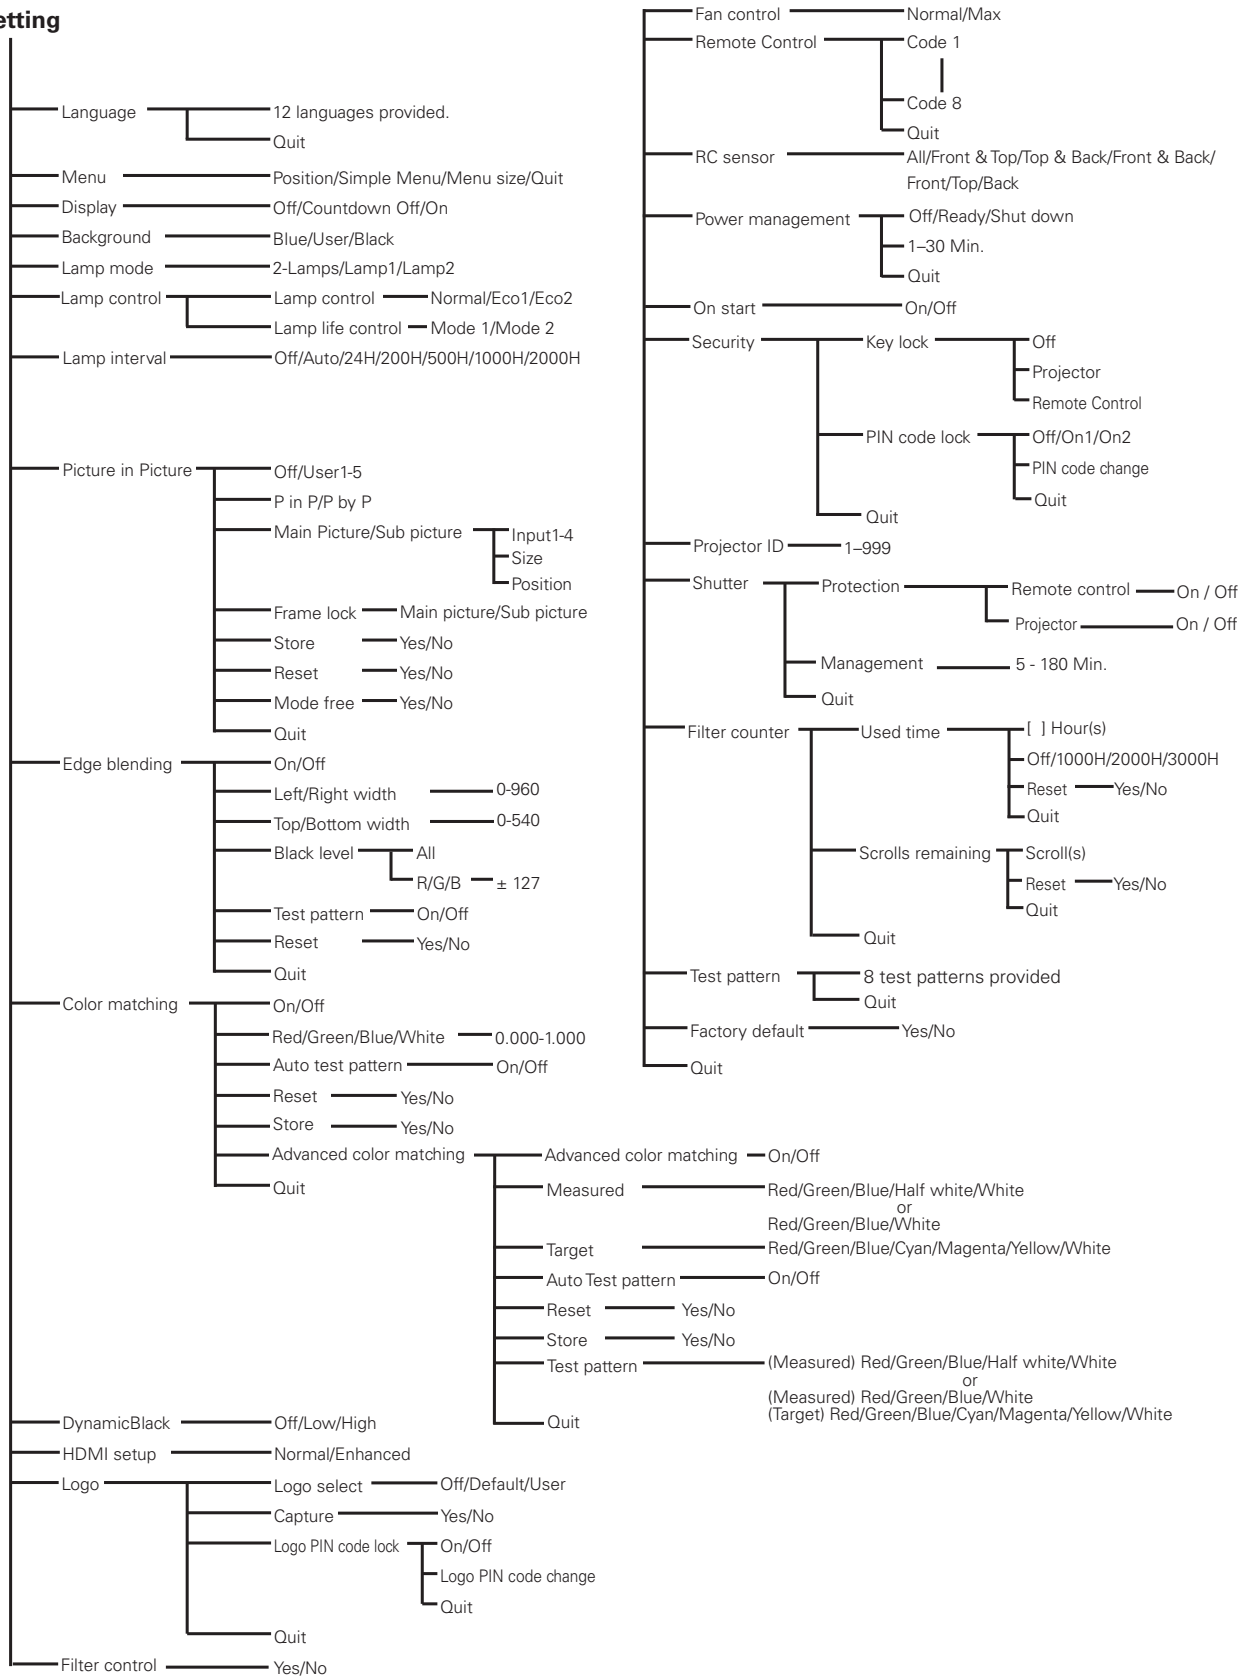 etting
Language 12 languages provided.
Quit
Menu Position/Simple Menu/Menu size/Quit
Display Off/Countdown Off/On
Background Blue/User/Black
Lamp mode 2-Lamps/Lamp1/Lamp2
Lamp control Lamp control Normal/Eco1/Eco2
Lamp life control Mode 1/Mode 2
Lamp interval Off/Auto/24H/200H/500H/1000H/2000H
Picture in Picture Off/User1-5
P in P/P by P
Main Picture/Sub picture Input1-4
Size
Position
Frame lock Main picture/Sub picture
Store Yes/No
Reset Yes/No
Mode free Yes/No
Quit
Edge blending On/Off
Left/Right width 0-960
Top/Bottom width 0-540
Black level All
R/G/B ± 127
Test pattern On/Off
Reset Yes/No
Quit
Color matching On/Off
Red/Green/Blue/White 0.000-1.000
Auto test pattern On/Off
Reset Yes/No
Store Yes/No
Advanced color matching Advanced color matching On/Off
Quit
Measured Red/Green/Blue/Half white/White
or
Red/Green/Blue/White
Target Red/Green/Blue/Cyan/Magenta/Yellow/White
Auto Test pattern On/Off
Reset Yes/No
Store Yes/No
Test pattern (Measured) Red/Green/Blue/Half white/White
or
(Measured) Red/Green/Blue/White
(Target) Red/Green/Blue/Cyan/Magenta/Yellow/White
Quit
DynamicBlack Off/Low/High
HDMI setup Normal/Enhanced
Logo Logo select Off/Default/User
Capture Yes/No
Logo PIN code lock On/Off
Logo PIN code change
Quit
Quit
Filter control Yes/No
Fan control Normal/Max
Remote Control Code 1
Code 8
Quit
RC sensor All/Front & Top/Top & Back/Front & Back/
Front/Top/Back
Power management Off/Ready/Shut down
1–30 Min.
Quit
On start On/Off
Security Key lock Off
Projector
Remote Control
PIN code lock Off/On1/On2
PIN code change
Quit
Quit
Projector ID 1–999
Shutter Protection Remote control On / Off
Projector On / Off
Management 5 - 180 Min.
Quit
Filter counter Used time [ ] Hour(s)
Off/1000H/2000H/3000H
Reset Yes/No
Quit
Scrolls remaining Scroll(s)
Reset Yes/No
Quit
Quit
Test pattern 8 test patterns provided
Quit
Factory default Yes/No
Quit